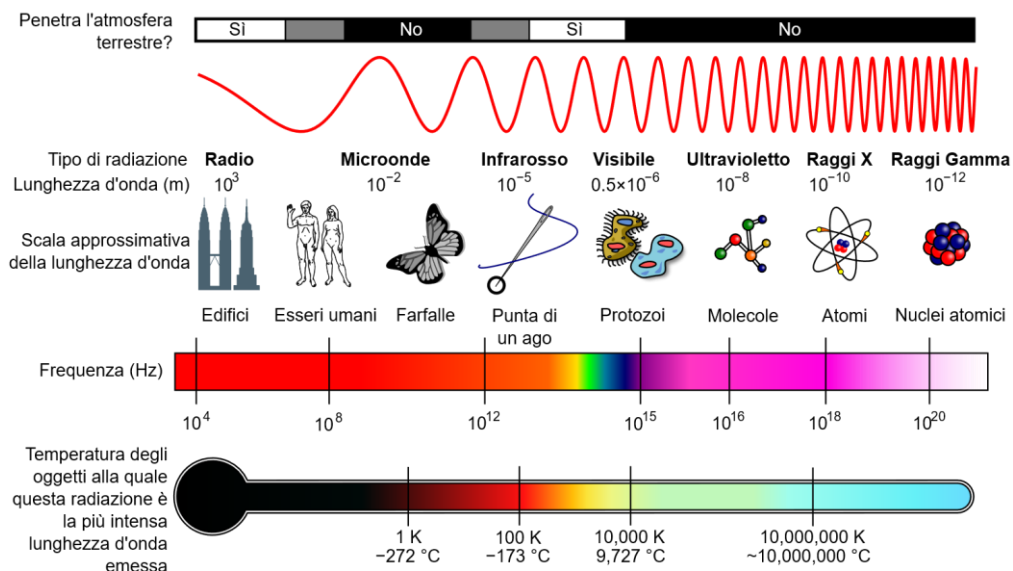 Penetra l'atmosfera
terrestre?
Sì
No
Sì
No
Tipo di radiazione
Radio
Microonde
Infrarosso
Visibile
Ultravioletto
Raggi X
Raggi Gamma
Lunghezza d'onda (m)
10³
10⁻²
10⁻⁵
0.5×10⁻⁶
10⁻⁸
10⁻¹⁰
10⁻¹²
Scala approssimativa
della lunghezza d'onda
Edifici
Esseri umani
Farfalle
Punta di
un ago
Protozoi
Molecole
Atomi
Nuclei atomici
Frequenza (Hz)
10⁴
10⁸
10¹²
10¹⁵
10¹⁶
10¹⁸
10²⁰
Temperatura degli
oggetti alla quale
questa radiazione è
la più intensa
lunghezza d'onda
emessa
1 K
−272 °C
100 K
−173 °C
10,000 K
9,727 °C
10,000,000 K
~10,000,000 °C